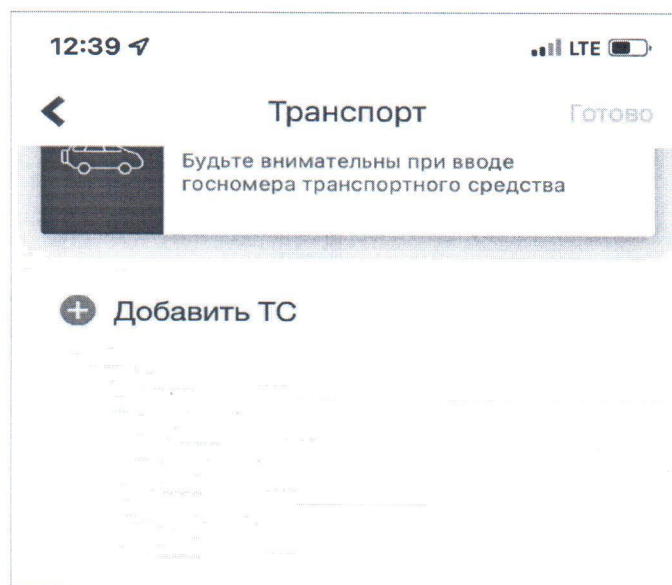 12:39
LTE
Транспорт
Готово
Будьте внимательны при вводе
госномера транспортного средства
Добавить ТС